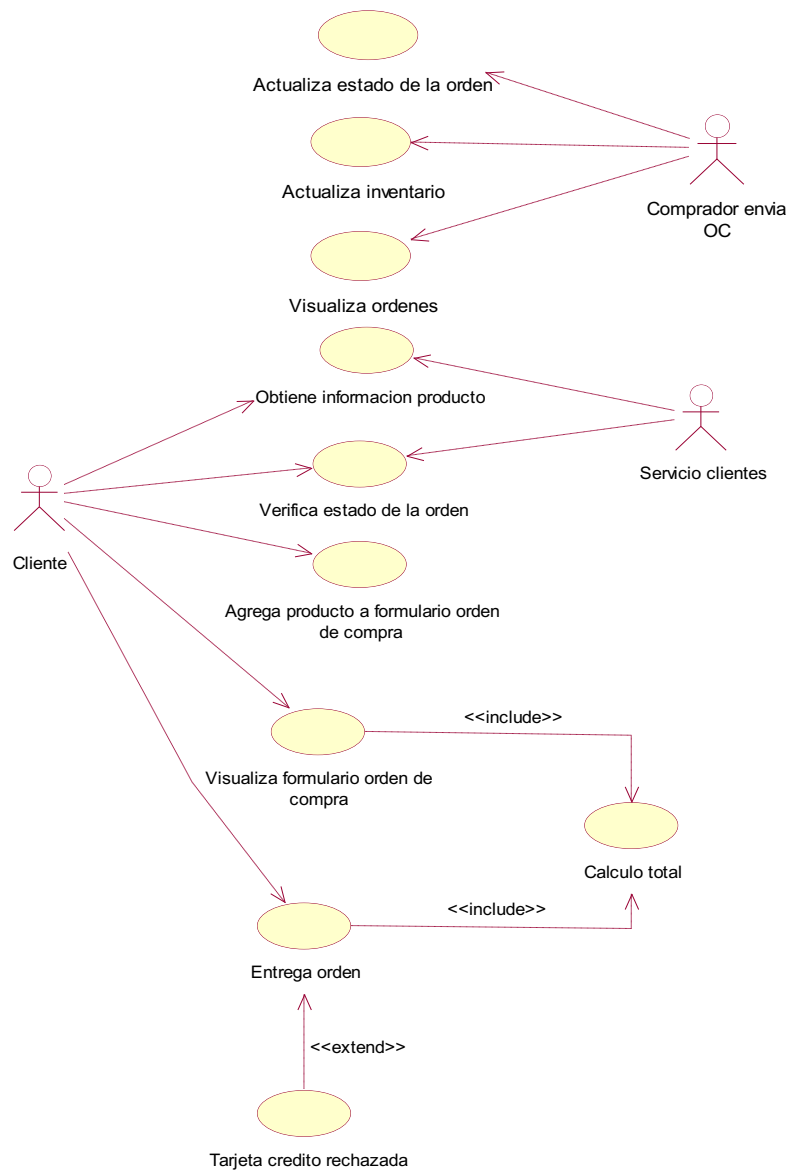 Actualiza estado de la orden
Actualiza inventario
Comprador envia
OC
Visualiza ordenes
Obtiene informacion producto
Servicio clientes
Verifica estado de la orden
Cliente
Agrega producto a formulario orden
de compra
<<include>>
Visualiza formulario orden de
compra
Calculo total
<<include>>
Entrega orden
<<extend>>
Tarjeta credito rechazada